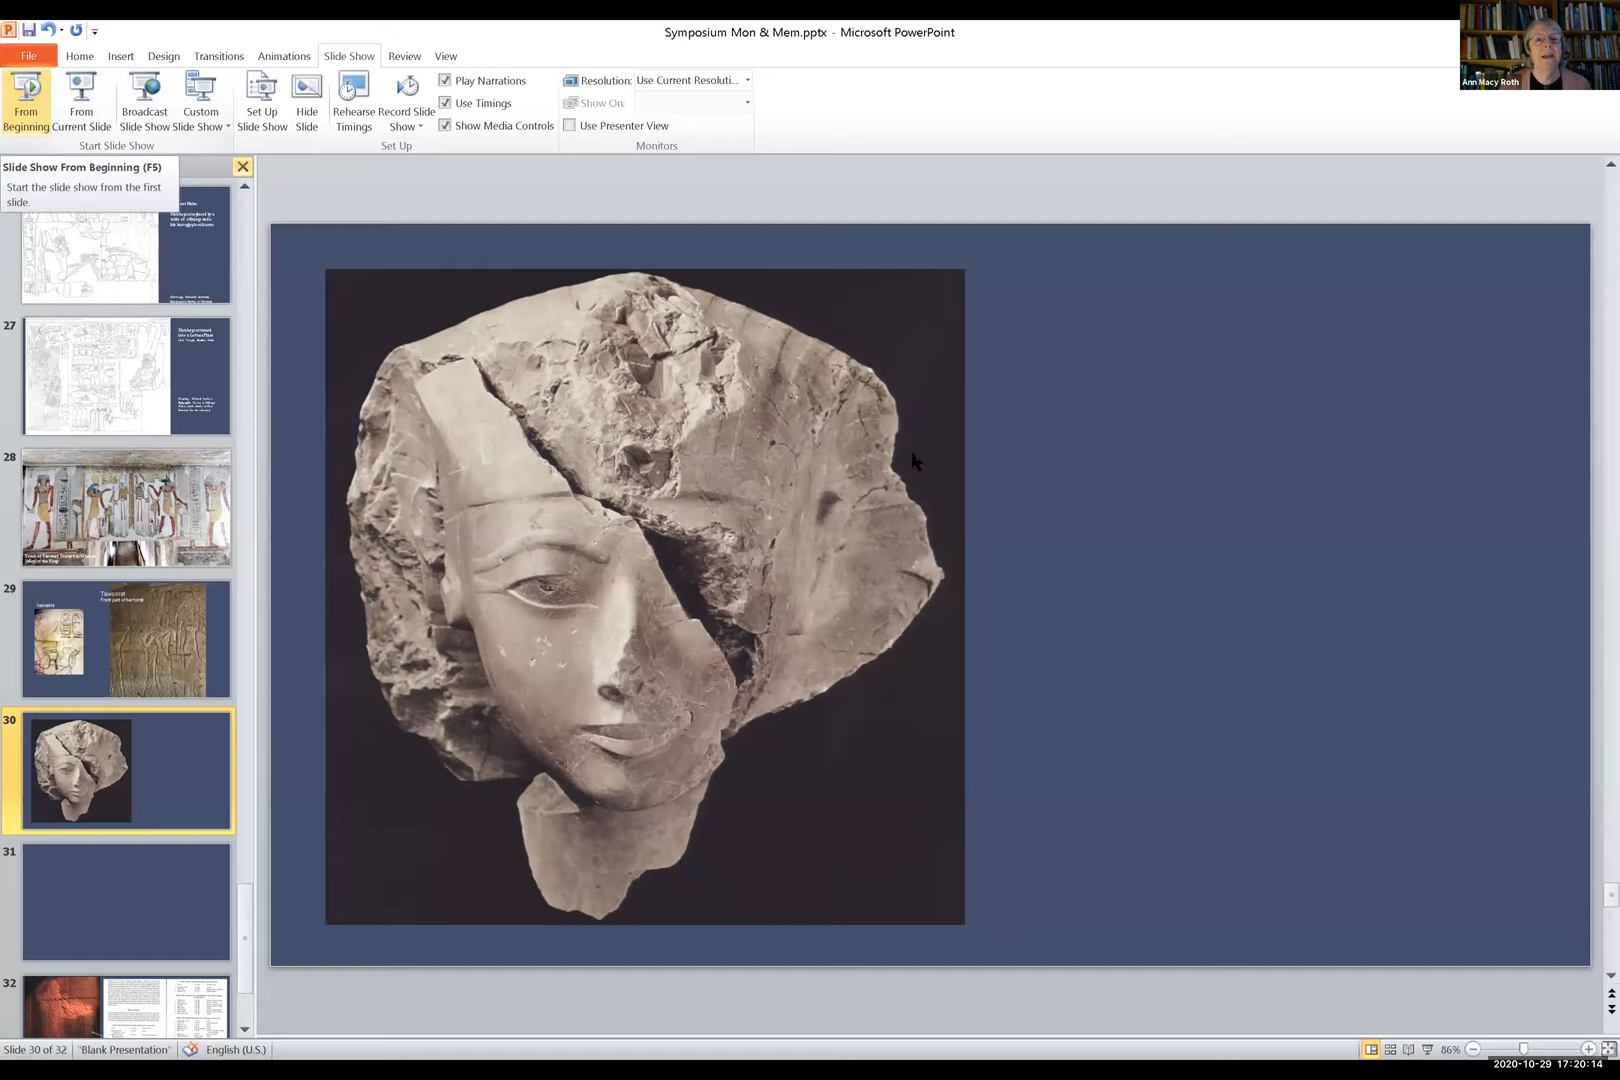 Symposium Mon & Mem.pptx - Microsoft PowerPoint
Ann Macy Roth
File Home Insert Design Transitions Animations Slide Show Review View
From Beginning
From Current Slide
Broadcast Slide Show
Custom Slide Show
Set Up Slide Show
Hide Slide
Rehearse Timings
Record Slide Show
Play Narrations
Use Timings
Show Media Controls
Resolution: Use Current Resoluti...
Show On:
Use Presenter View
Start Slide Show
Set Up
Monitors
Slide Show From Beginning (F5)
Start the slide show from the first
slide.
27
28
29
Tawosret
30
31
32
Slide 30 of 32 "Blank Presentation" English (U.S.)
86%
2020-10-29 17:20:14